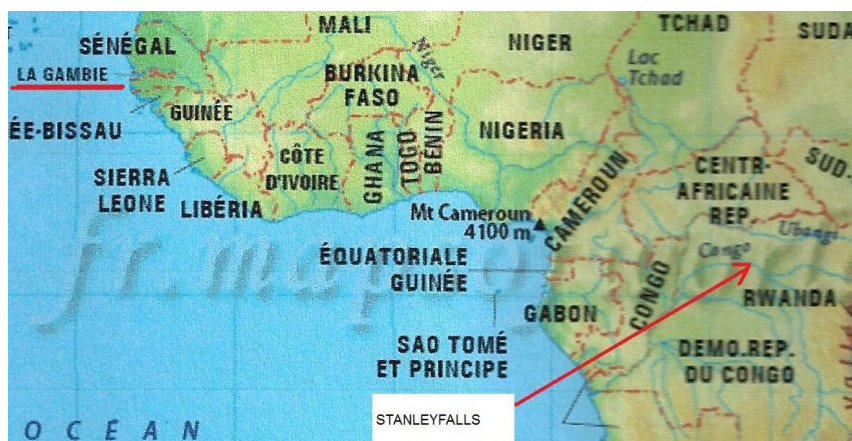 MALI
TCHAD
SUDA
SÉNÉGAL
NIGER
Lac
Tchad
LA GAMBIE
Niger
BURKINA
FASO
GUINÉE
ÉE-BISSAU
NIGERIA
CÔTE
D'IVOIRE
GHANA
TOGO
BÉNIN
CENTR-
AFRICAINE
REP.
SUD.
SIERRA
LEONE
LIBÉRIA
CAMEROUN
Mt Cameroun
4100 m
Ubangi
Congo
ÉQUATORIALE
GUINÉE
CONGO
GABON
RWANDA
SAO TOMÉ
ET PRINCIPE
DEMO.REP.
DU CONGO
STANLEYFALLS
OCÉAN